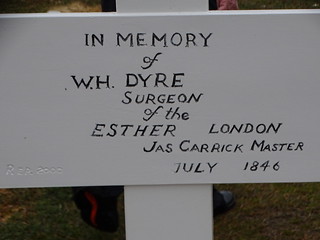 IN MEMORY
of
W.H. DYRE
SURGEON
of the
ESTHER LONDON
JAS CARRICK MASTER
JULY 1846